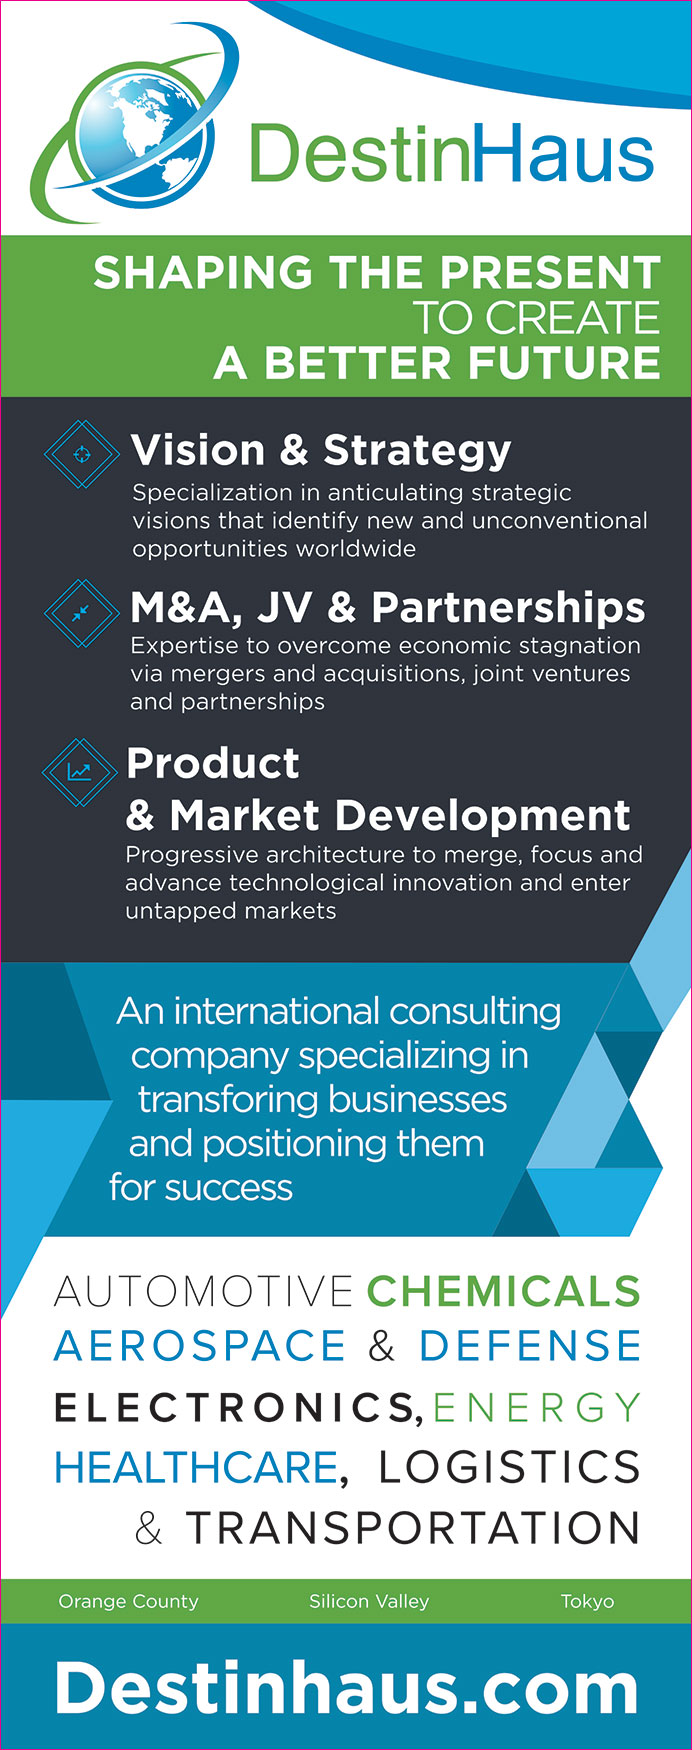 DestinHaus
SHAPING THE PRESENT
TO CREATE
A BETTER FUTURE
Vision & Strategy
Specialization in anticulating strategic
visions that identify new and unconventional
opportunities worldwide
M&A, JV & Partnerships
Expertise to overcome economic stagnation
via mergers and acquisitions, joint ventures
and partnerships
Product
& Market Development
Progressive architecture to merge, focus and
advance technological innovation and enter
untapped markets
An international consulting
company specializing in
transforing businesses
and positioning them
for success
AUTOMOTIVE CHEMICALS
AEROSPACE & DEFENSE
ELECTRONICS, ENERGY
HEALTHCARE, LOGISTICS
& TRANSPORTATION
Orange County Silicon Valley Tokyo
Destinhaus.com